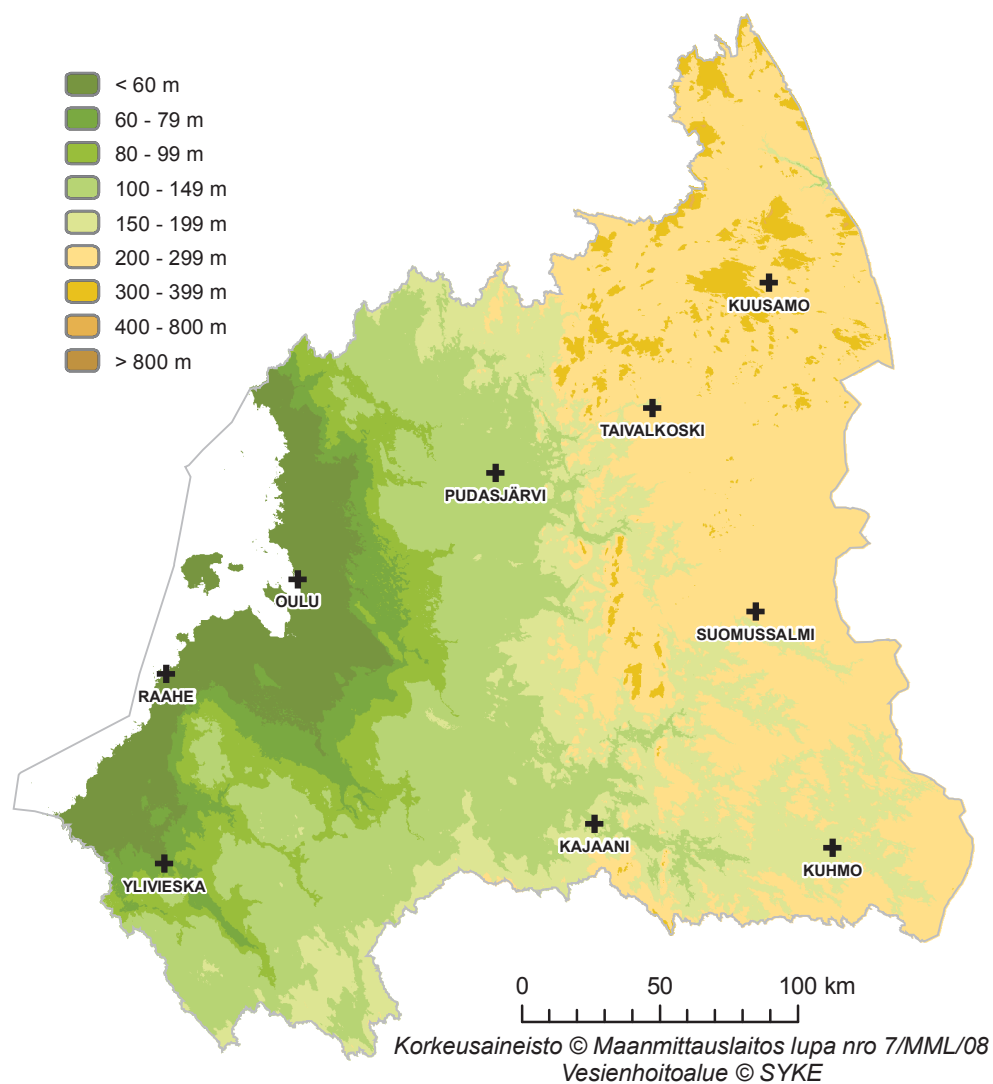 < 60 m
60 - 79 m
80 - 99 m
100 - 149 m
150 - 199 m
200 - 299 m
300 - 399 m
400 - 800 m
> 800 m
KUUSAMO
TAIVALKOSKI
PUDASJÄRVI
OULU
SUOMUSSALMI
RAAHE
KAJAANI
KUHMO
YLIVIESKA
0 50 100 km
Korkeusaineisto © Maanmittauslaitos lupa nro 7/MML/08
Vesienhoitoalue © SYKE